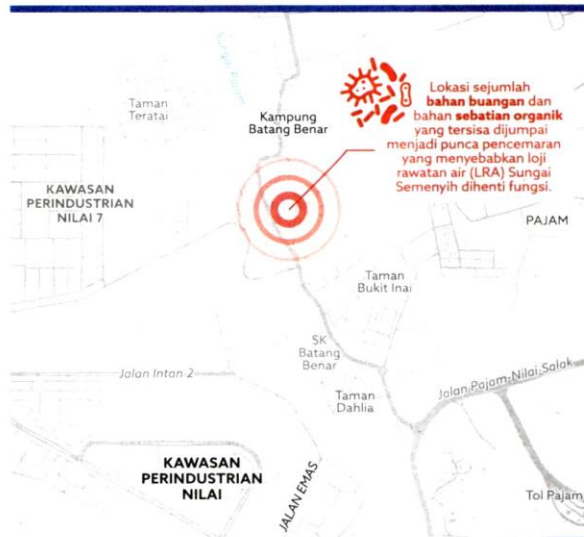 Sungai Pajam
Taman
Teratai
Kampung
Batang Benar
Lokasi sejumlah
bahan buangan dan
bahan sebatian organik
yang tersisa dijumpai
menjadi punca pencemaran
yang menyebabkan loji
rawatan air (LRA) Sungai
Semenyih dihenti fungsi.
KAWASAN
PERINDUSTRIAN
NILAI 7
PAJAM
Taman
Bukit Inai
SK
Batang
Benar
Jalan Intan 2
Taman
Dahlia
Jalan Pajam-Nilai Salak
KAWASAN
PERINDUSTRIAN
NILAI
JALAN EMAS
Tol Pajam